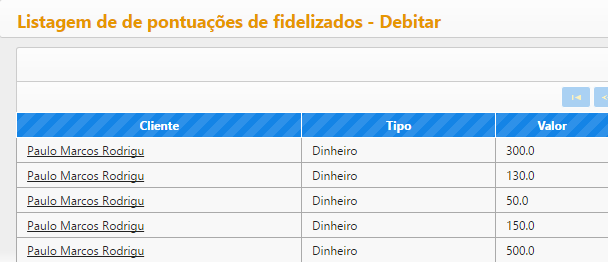 Listagem de de pontuações de fidelizados - Debitar
Cliente Tipo Valor
Paulo Marcos Rodrigu Dinheiro 300.0
Paulo Marcos Rodrigu Dinheiro 130.0
Paulo Marcos Rodrigu Dinheiro 50.0
Paulo Marcos Rodrigu Dinheiro 150.0
Paulo Marcos Rodrigu Dinheiro 500.0